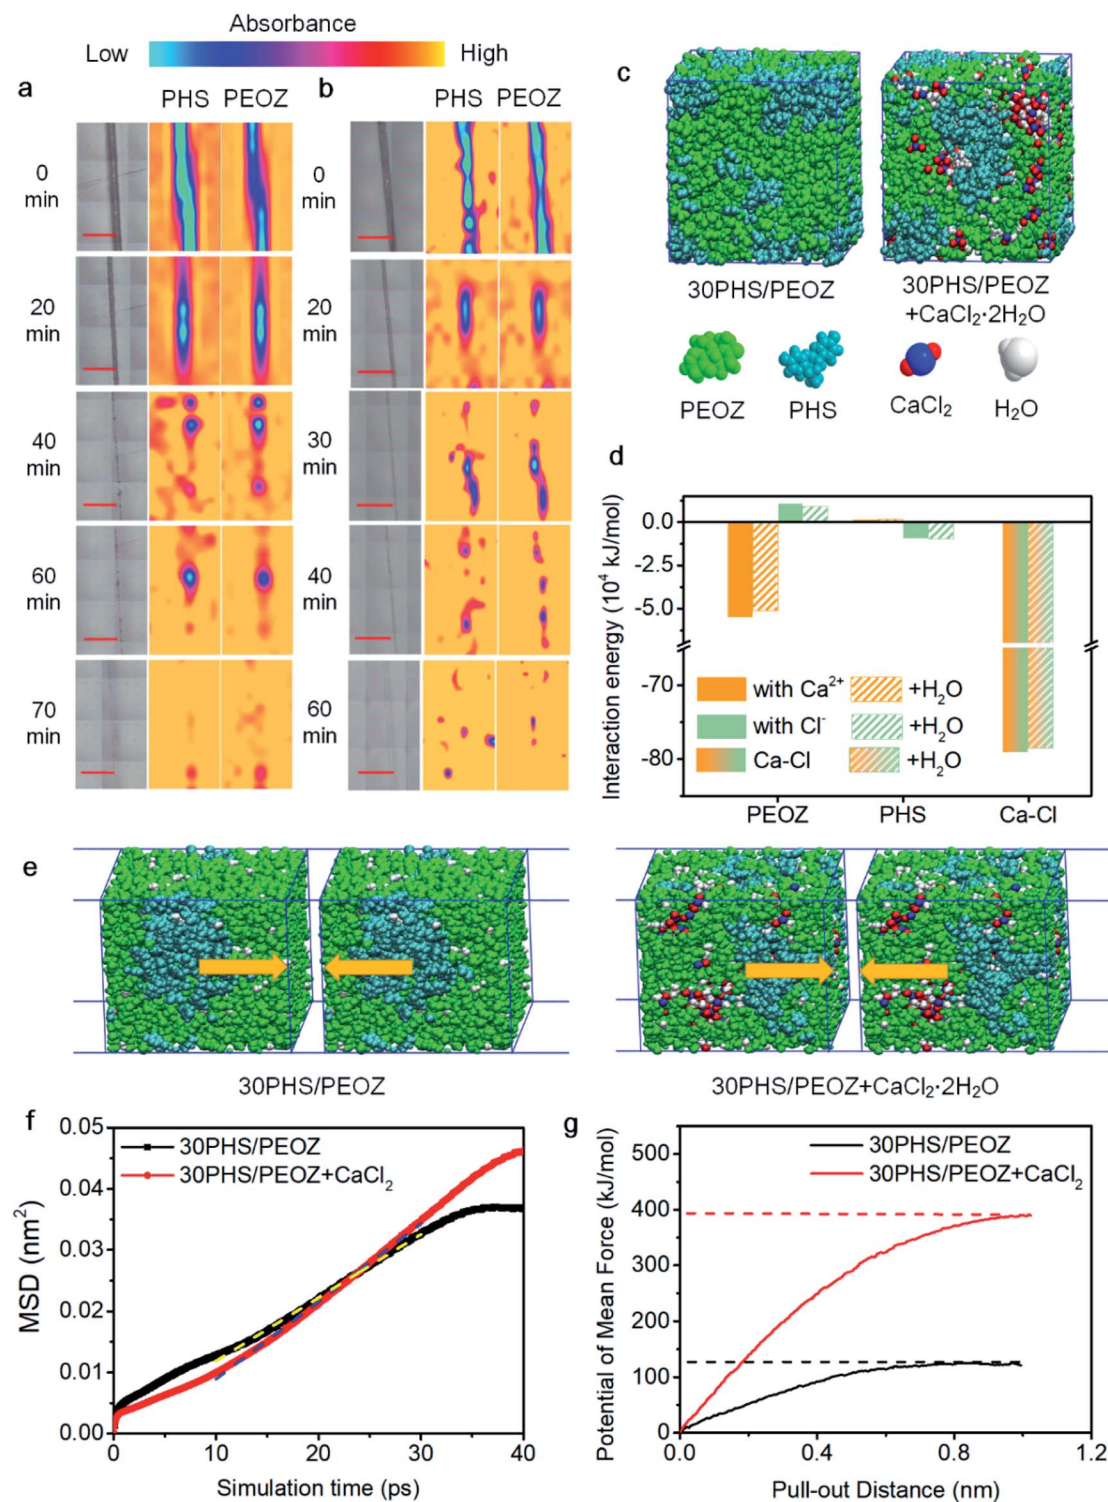 Absorbance
Low High
a PHS PEOZ
0 min
20 min
40 min
60 min
70 min
b PHS PEOZ
0 min
20 min
30 min
40 min
60 min
c
30PHS/PEOZ
30PHS/PEOZ
+CaCl₂·2H₂O
PEOZ PHS CaCl₂ H₂O
d
Interaction energy (10⁴ kJ/mol)
0.0
-2.5
-5.0
-70
-80
with Ca²⁺ +H₂O
with Cl⁻ +H₂O
Ca-Cl +H₂O
PEOZ PHS Ca-Cl
e
30PHS/PEOZ 30PHS/PEOZ+CaCl₂·2H₂O
f
MSD (nm²)
0.05
0.04
0.03
0.02
0.01
0.00
30PHS/PEOZ
30PHS/PEOZ+CaCl₂
0 10 20 30 40
Simulation time (ps)
g
Potential of Mean Force (kJ/mol)
500
400
300
200
100
0
30PHS/PEOZ
30PHS/PEOZ+CaCl₂
0.0 0.4 0.8 1.2
Pull-out Distance (nm)